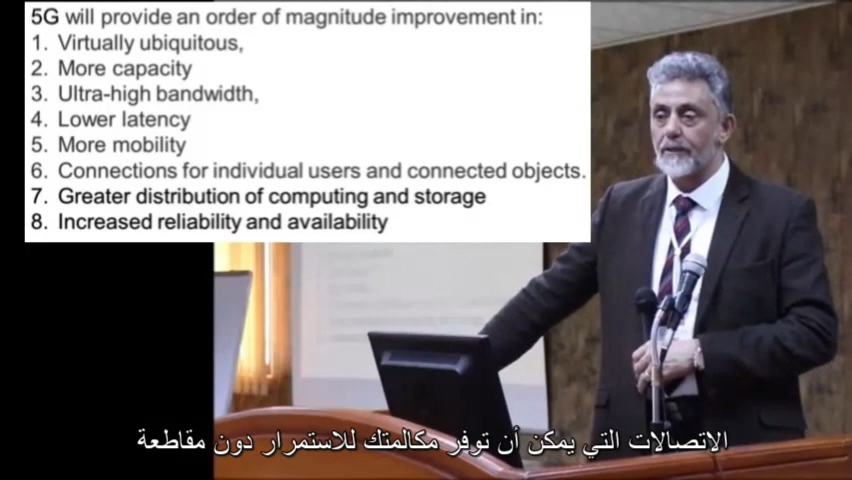 5G will provide an order of magnitude improvement in:
1. Virtually ubiquitous,
2. More capacity
3. Ultra-high bandwidth,
4. Lower latency
5. More mobility
6. Connections for individual users and connected objects.
7. Greater distribution of computing and storage
8. Increased reliability and availability
الاتصالات التي يمكن أن توفر مكالمتك للاستمرار دون مقاطعة